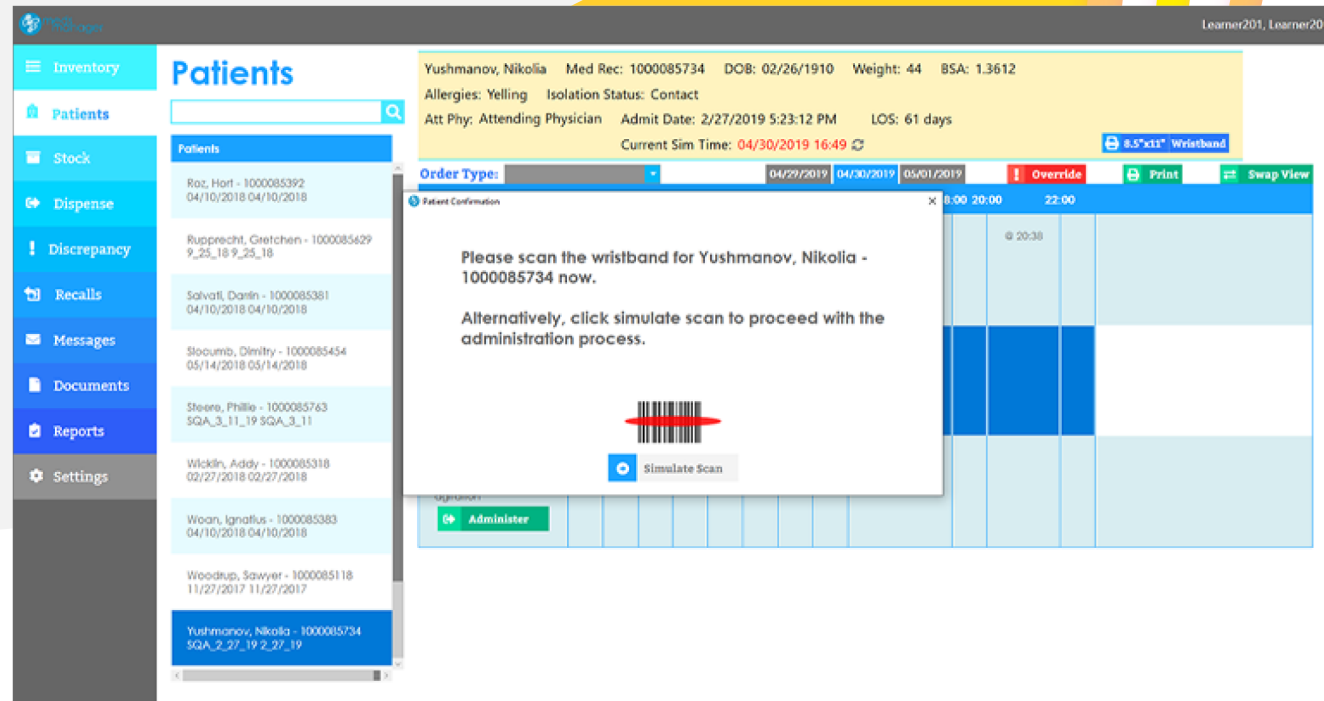 Learner201, Learner20
Inventory
Patients
Stock
Dispense
Discrepancy
Recalls
Messages
Documents
Reports
Settings
Patients
Patients
Roz, Hort - 1000085392
04/10/2018 04/10/2018
Rupprecht, Gretchen - 1000085629
9_25_18 9_25_18
Salvati, Darrin - 1000085381
04/10/2018 04/10/2018
Slocumb, Dimitry - 1000085454
05/14/2018 05/14/2018
Steere, Phillie - 1000085763
SQA_3_11_19 SQA_3_11
Wicklin, Addy - 1000085318
02/27/2018 02/27/2018
Woan, Ignatius - 1000085383
04/10/2018 04/10/2018
Woodrup, Sawyer - 1000085118
11/27/2017 11/27/2017
Yushmanov, Nikolia - 1000085734
SQA_2_27_19 2_27_19
Yushmanov, Nikolia Med Rec: 1000085734 DOB: 02/26/1910 Weight: 44 BSA: 1.3612
Allergies: Yelling Isolation Status: Contact
Att Phy: Attending Physician Admit Date: 2/27/2019 5:23:12 PM LOS: 61 days
Current Sim Time: 04/30/2019 16:49
8.5"x11" Wristband
Order Type: 04/29/2019 04/30/2019 05/01/2019 Override Print Swap View
8:00 20:00 22:00
@ 20:38
Patient Confirmation
Please scan the wristband for Yushmanov, Nikolia -
1000085734 now.
Alternatively, click simulate scan to proceed with the
administration process.
Simulate Scan
agitation
Administer